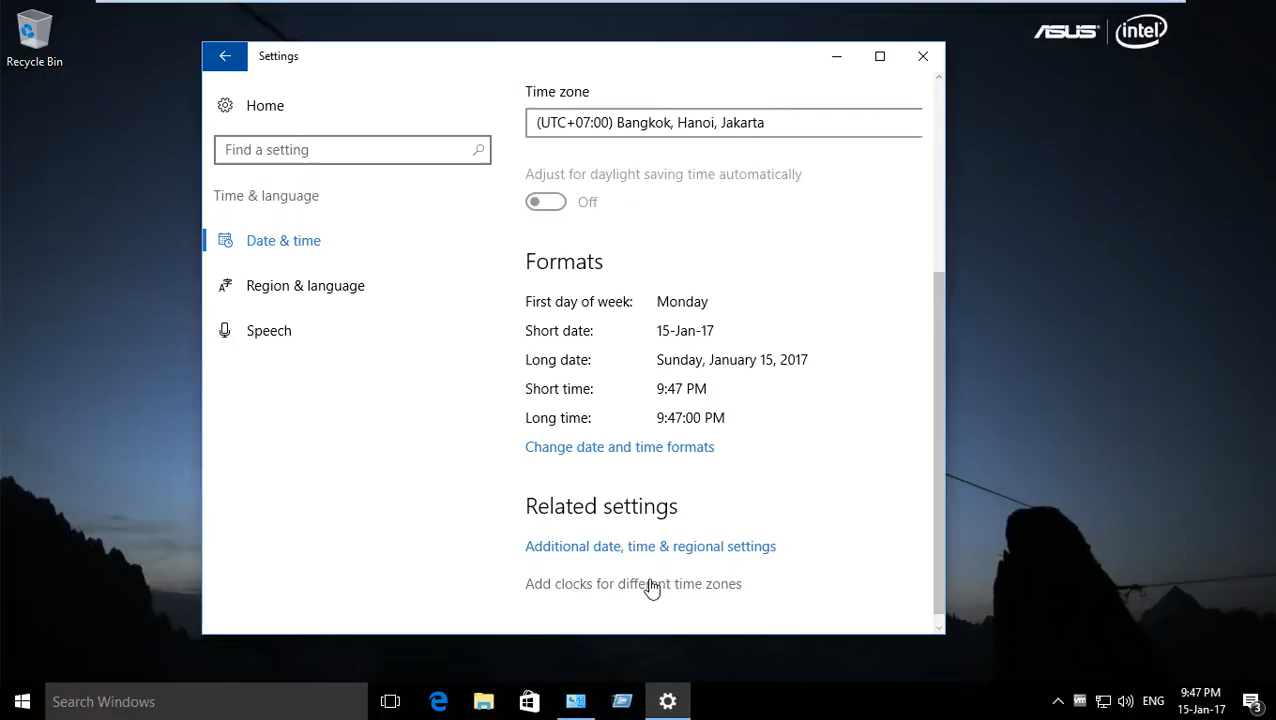 Recycle Bin
ASUS
intel
Settings
Home
Find a setting
Time & language
Date & time
Region & language
Speech
Time zone
(UTC+07:00) Bangkok, Hanoi, Jakarta
Adjust for daylight saving time automatically
Off
Formats
First day of week: Monday
Short date: 15-Jan-17
Long date: Sunday, January 15, 2017
Short time: 9:47 PM
Long time: 9:47:00 PM
Change date and time formats
Related settings
Additional date, time & regional settings
Add clocks for different time zones
Search Windows
vm
ENG
9:47 PM
15-Jan-17
3